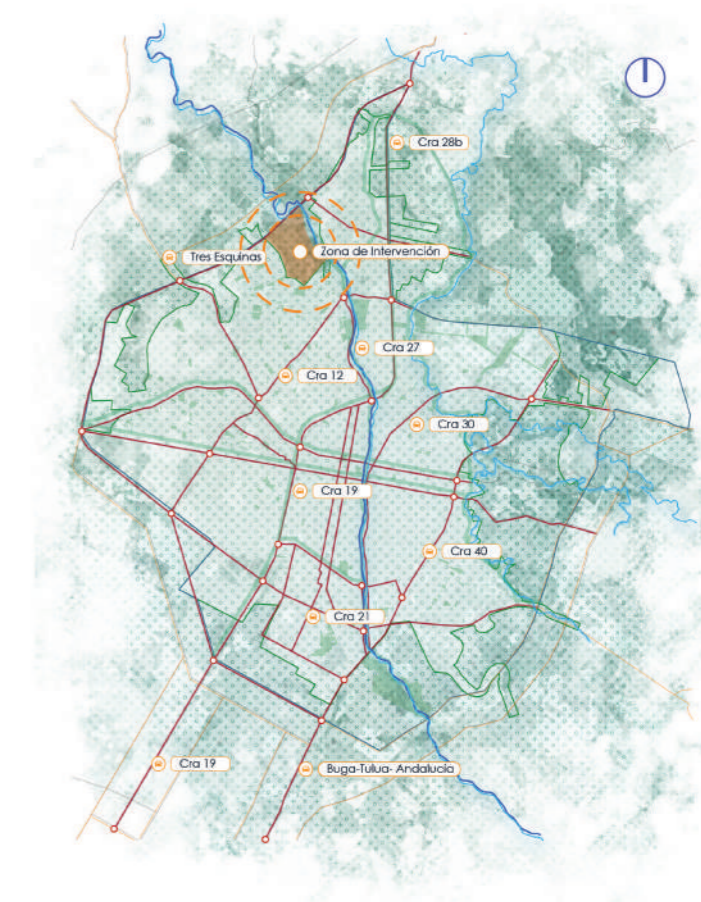 Cra 28b
Tres Esquinas
Zona de Intervención
Cra 27
Cra 12
Cra 30
Cra 19
Cra 40
Cra 21
Cra 19
Buga-Tulua- Andalucía